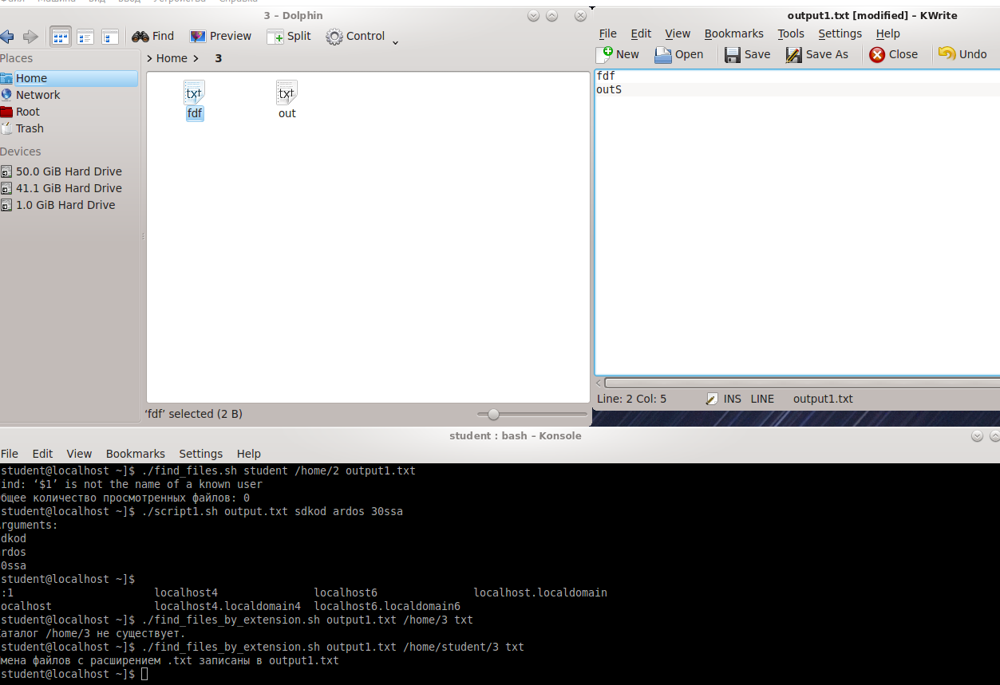 Файл Машина Вид Ввод Устройства Справка
3 – Dolphin
Find Preview Split Control
Places
Home
Network
Root
Trash
Devices
50.0 GiB Hard Drive
41.1 GiB Hard Drive
1.0 GiB Hard Drive
> Home > 3
txt
fdf
txt
out
‘fdf’ selected (2 B)
output1.txt [modified] – KWrite
File Edit View Bookmarks Tools Settings Help
New Open Save Save As Close Undo
fdf
outS
Line: 2 Col: 5 INS LINE output1.txt
student : bash – Konsole
File Edit View Bookmarks Settings Help
student@localhost ~]$ ./find_files.sh student /home/2 output1.txt
ind: ‘$1’ is not the name of a known user
бщее количество просмотренных файлов: 0
student@localhost ~]$ ./script1.sh output.txt sdkod ardos 30ssa
rguments:
dkod
rdos
0ssa
student@localhost ~]$
:1 localhost4 localhost6 localhost.localdomain
ocalhost localhost4.localdomain4 localhost6.localdomain6
student@localhost ~]$ ./find_files_by_extension.sh output1.txt /home/3 txt
Каталог /home/3 не существует.
student@localhost ~]$ ./find_files_by_extension.sh output1.txt /home/student/3 txt
мена файлов с расширением .txt записаны в output1.txt
student@localhost ~]$